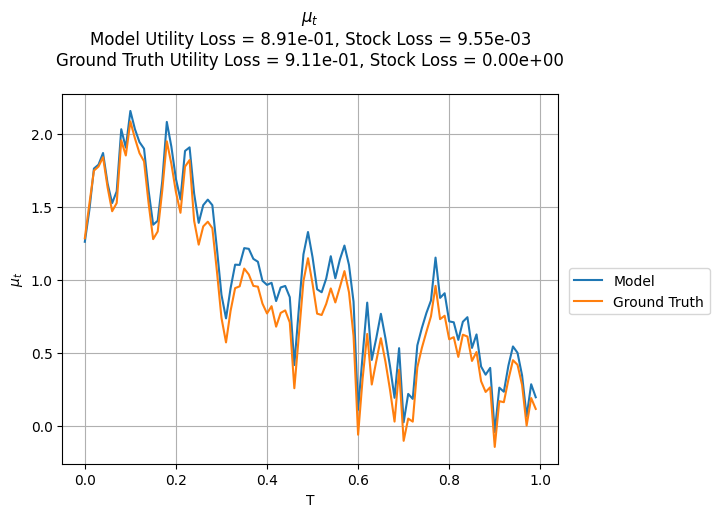 μₜ
Model Utility Loss = 8.91e-01, Stock Loss = 9.55e-03
Ground Truth Utility Loss = 9.11e-01, Stock Loss = 0.00e+00
2.0
1.5
1.0
0.5
0.0
μₜ
0.0 0.2 0.4 0.6 0.8 1.0
T
Model
Ground Truth